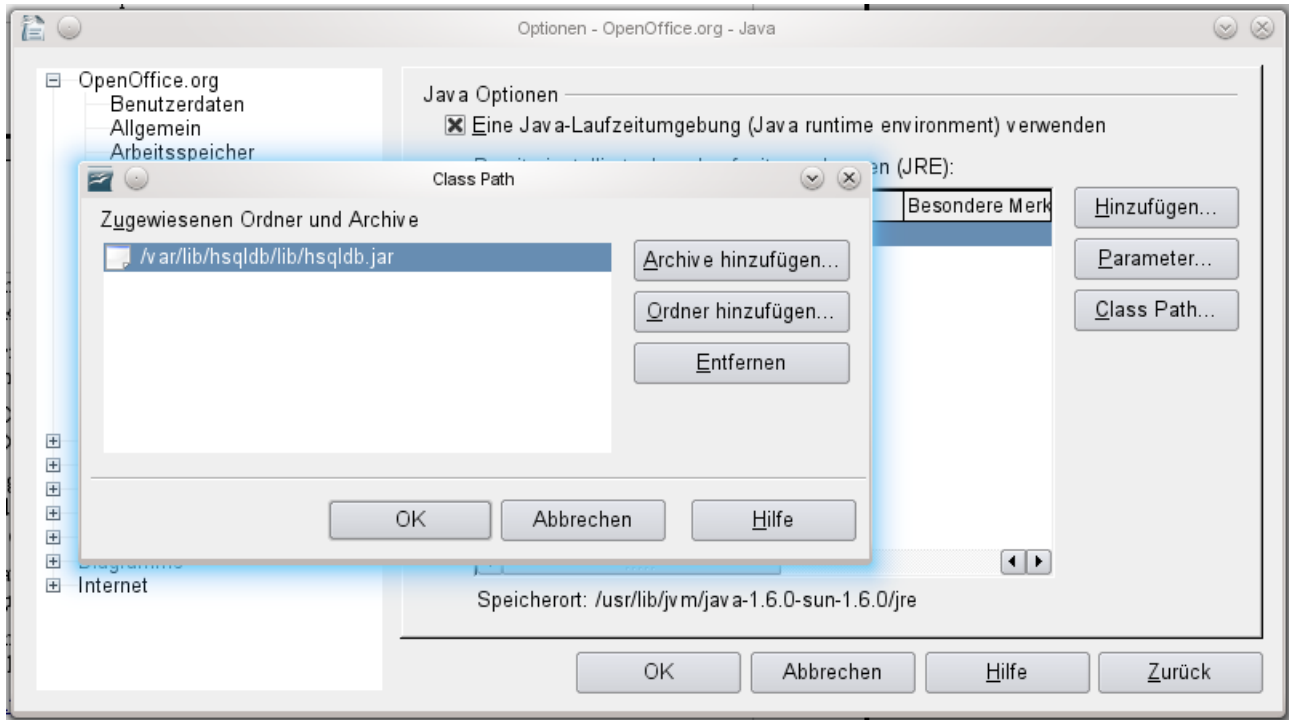 Optionen - OpenOffice.org - Java
OpenOffice.org
Benutzerdaten
Allgemein
Arbeitsspeicher
Internet
Java Optionen
Eine Java-Laufzeitumgebung (Java runtime environment) verwenden
(JRE):
Besondere Merk
Hinzufügen...
Parameter...
Class Path...
Speicherort: /usr/lib/jvm/java-1.6.0-sun-1.6.0/jre
OK
Abbrechen
Hilfe
Zurück
Class Path
Zugewiesenen Ordner und Archive
/var/lib/hsqldb/lib/hsqldb.jar
Archive hinzufügen...
Ordner hinzufügen...
Entfernen
OK
Abbrechen
Hilfe